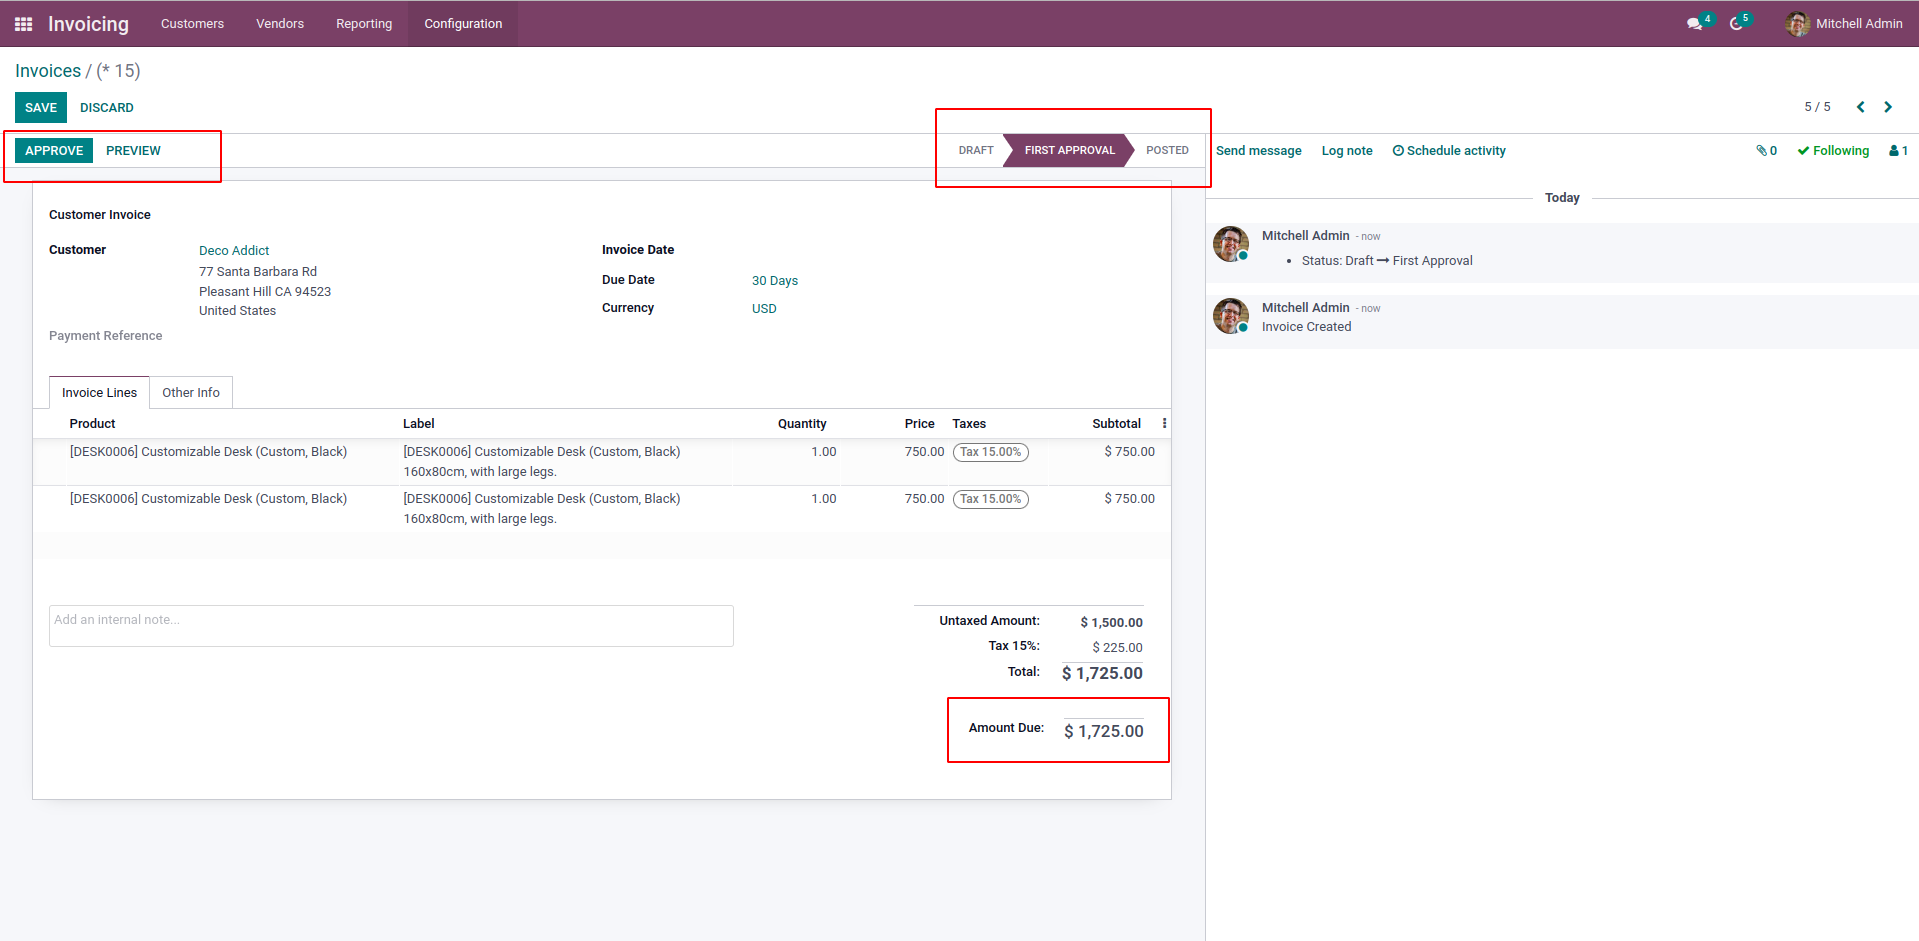 Invoicing Customers Vendors Reporting Configuration 4 5 Mitchell Admin
Invoices / (* 15)
SAVE DISCARD 5 / 5
APPROVE PREVIEW DRAFT FIRST APPROVAL POSTED Send message Log note Schedule activity 0 Following 1
Today
Customer Invoice
Customer Deco Addict Invoice Date
77 Santa Barbara Rd
Pleasant Hill CA 94523 Due Date 30 Days
United States Currency USD
Payment Reference
Mitchell Admin - now
• Status: Draft → First Approval
Mitchell Admin - now
Invoice Created
Invoice Lines Other Info
Product Label Quantity Price Taxes Subtotal
[DESK0006] Customizable Desk (Custom, Black) [DESK0006] Customizable Desk (Custom, Black) 1.00 750.00 Tax 15.00% $ 750.00
160x80cm, with large legs.
[DESK0006] Customizable Desk (Custom, Black) [DESK0006] Customizable Desk (Custom, Black) 1.00 750.00 Tax 15.00% $ 750.00
160x80cm, with large legs.
Add an internal note...
Untaxed Amount: $ 1,500.00
Tax 15%: $ 225.00
Total: $ 1,725.00
Amount Due: $ 1,725.00